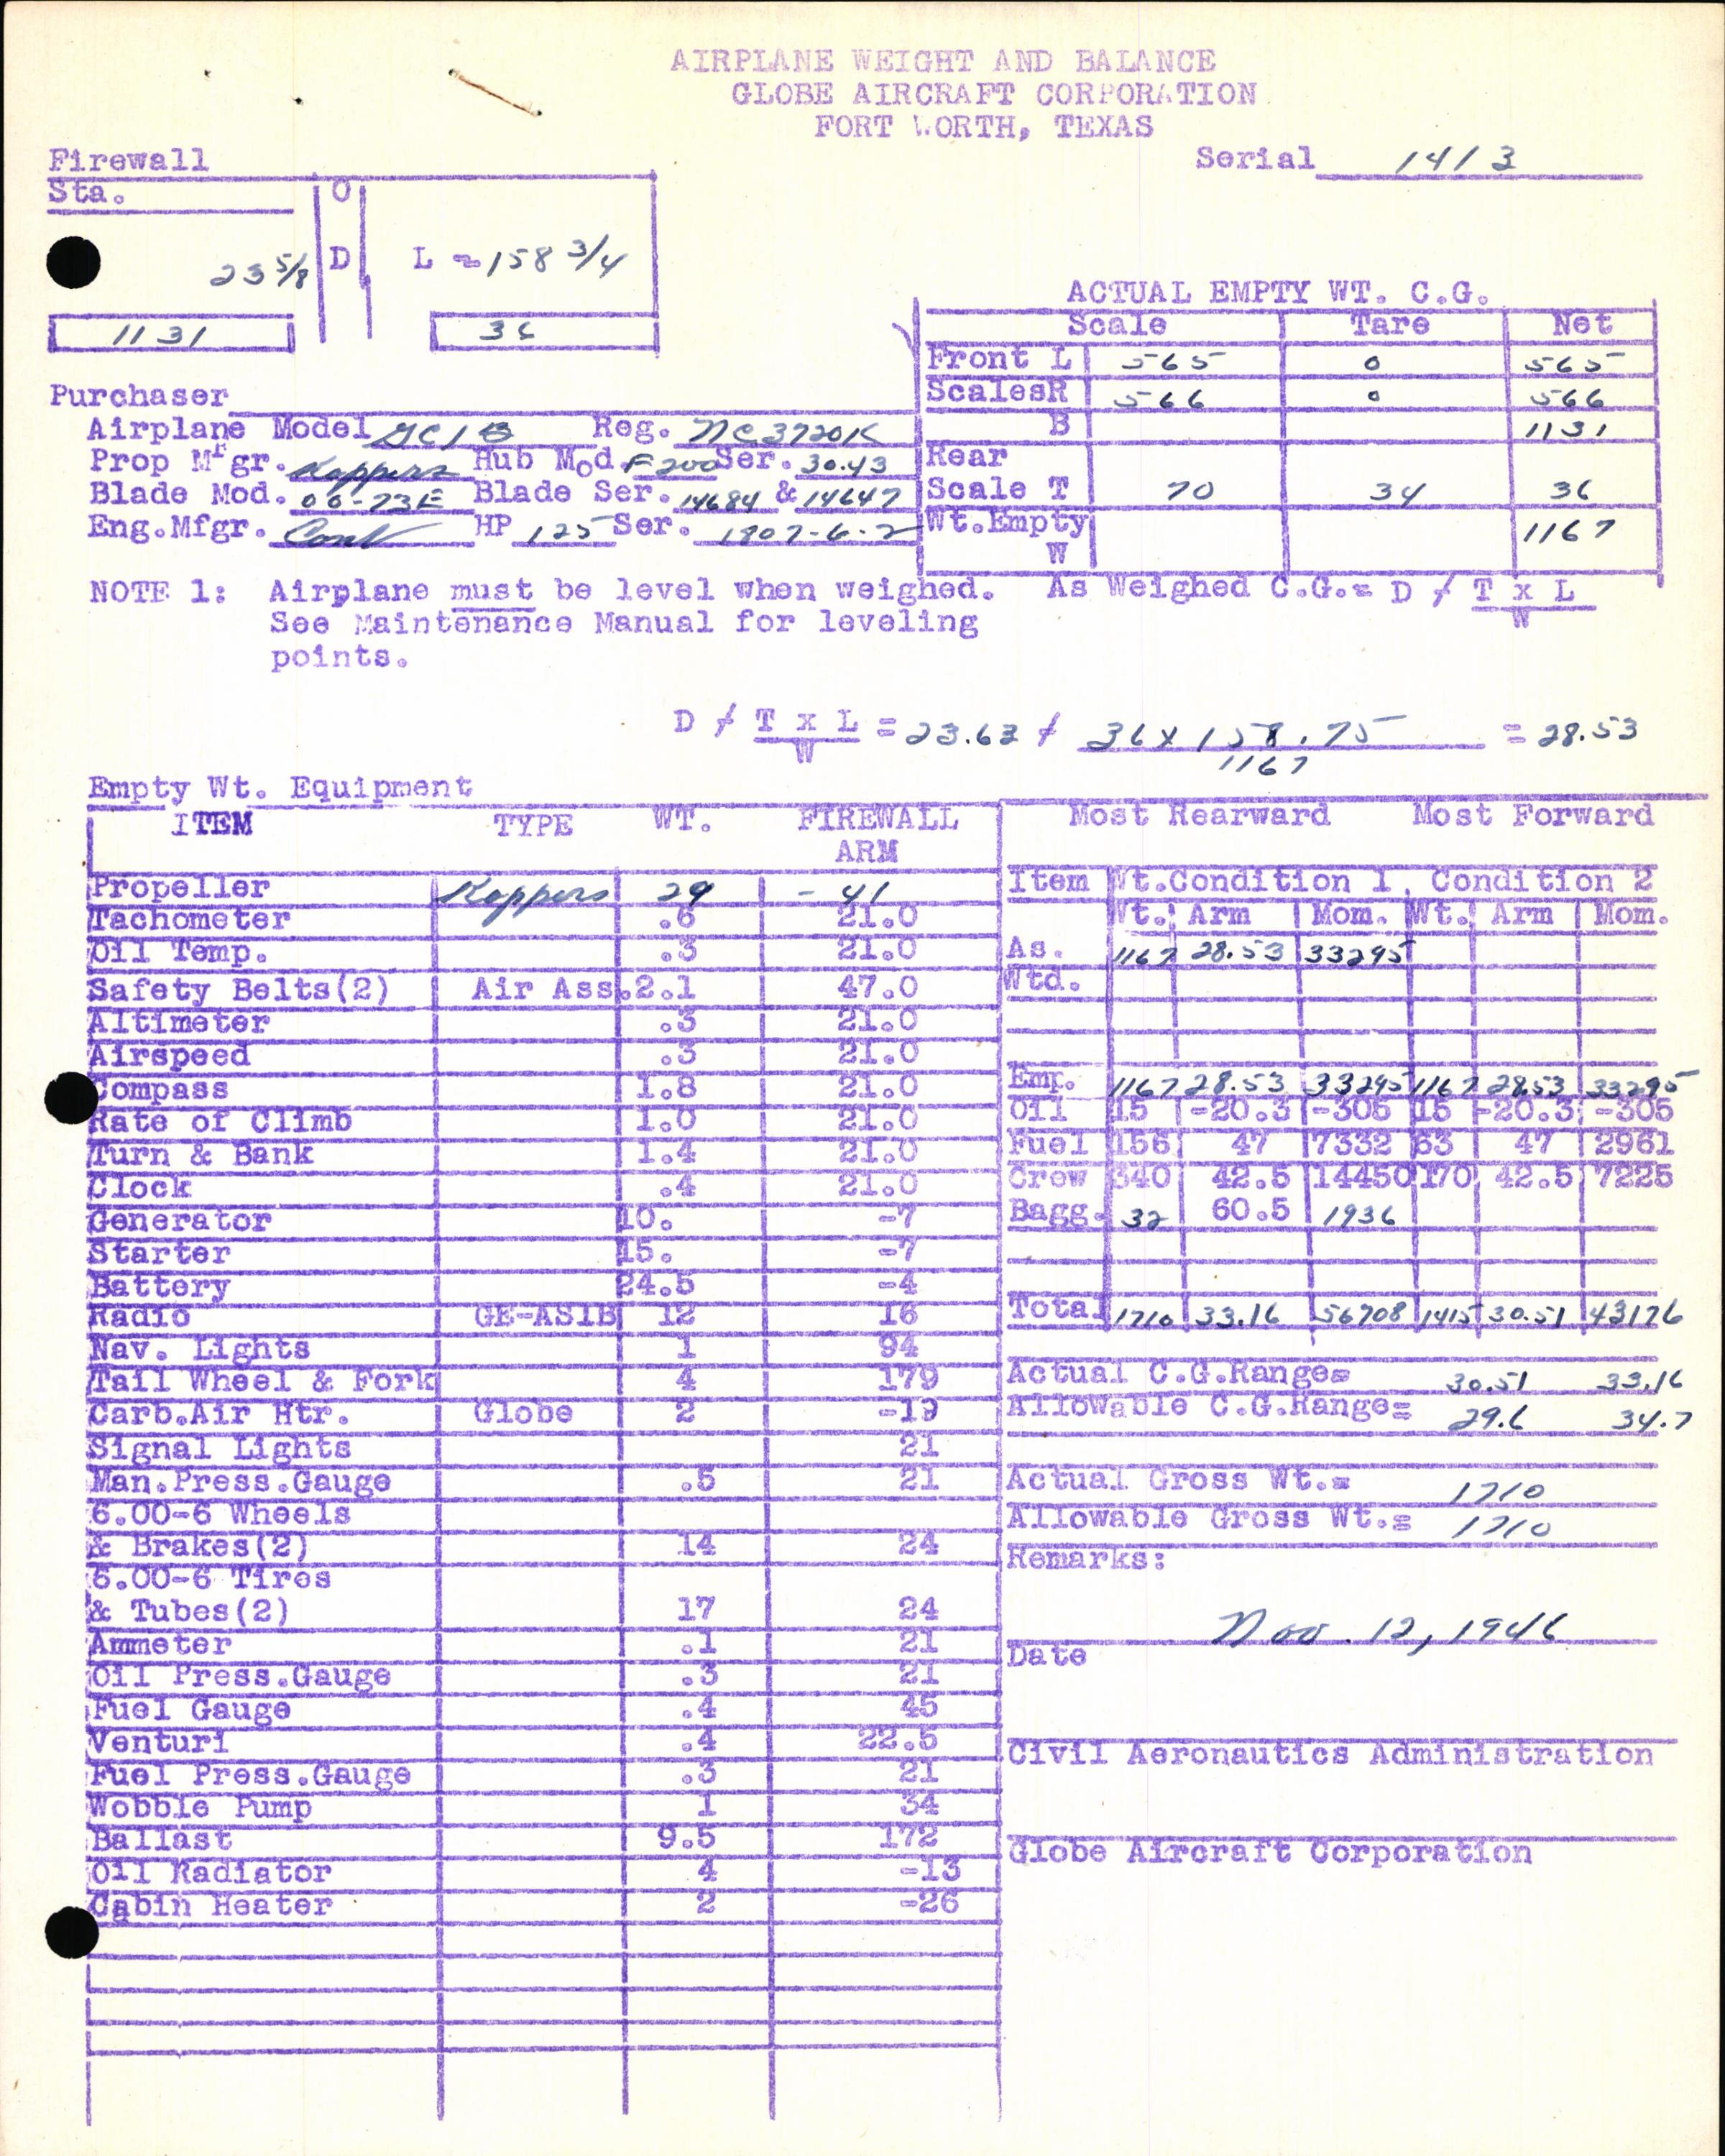 AIRPLANE WEIGHT AND BALANCE
GLOBE AIRCRAFT CORPORATION
FORT WORTH, TEXAS
Serial 1413
Firewall
Sta. O
23 5/8 D L = 158 3/4
1131 36
ACTUAL EMPTY WT. C.G.
Scale Tare Net
Front L 565 0 565
Scales R 566 0 566
B 1131
Rear
Scale T 70 34 36
Wt. Empty 1167
W
Purchaser
Airplane Model GC1B Reg. NC3720K
Prop Mfgr. Koppers Hub Mod. F200 Ser. 30.43
Blade Mod. 00-73E Blade Ser. 14684 & 14647
Eng.Mfgr. Cont HP 125 Ser.
NOTE 1: Airplane must be level when weighed. As Weighed C.G.= D / T x L
W
See Maintenance Manual for leveling
points.
D / T x L = 23.63 / 36 x 158.75 = 28.53
W 1167
Empty Wt. Equipment
ITEM TYPE WT. FIREWALL
ARM
Propeller Koppers 29 -41
Tachometer .6 21.0
Oil Temp. .3 21.0
Safety Belts(2) Air Ass. 2.1 47.0
Altimeter .3 21.0
Airspeed .3 21.0
Compass 1.8 21.0
Rate of Climb 1.0 21.0
Turn & Bank 1.4 21.0
Clock .4 21.0
Generator 10. -7
Starter 15. -7
Battery 24.5 -4
Radio GE-AS1B 12 16
Nav. Lights 1 94
Tail Wheel & Fork 4 179
Carb.Air Htr. Globe 2 -19
Signal Lights 21
Man.Press.Gauge .5 21
6.00-6 Wheels
& Brakes(2) 14 24
6.00-6 Tires
& Tubes(2) 17 24
Ammeter .1 21
Oil Press.Gauge .3 21
Fuel Gauge .4 45
Venturi .4 22.5
Fuel Press.Gauge .3 21
Wobble Pump 1 34
Ballast 9.5 172
Oil Radiator 4 -13
Cabin Heater 2 -26
Most Rearward Most Forward
Item Wt. Condition 1 Condition 2
Wt. Arm Mom. Wt. Arm Mom.
As. 1167 28.53 33295
Wtd.
Emp. 1167 28.53 33295 1167 28.53 33295
Oil 15 -20.3 -305 15 -20.3 -305
Fuel 156 47 7332 63 47 2961
Crew 340 42.5 14450 170 42.5 7225
Bagg. 32 60.5 1936
Total 1710 33.16 56708 1415 30.51 43176
Actual C.G.Range= 30.51 33.16
Allowable C.G.Range= 29.6 34.7
Actual Gross Wt.= 1710
Allowable Gross Wt.= 1710
Remarks:
Nov. 12, 1946
Date
Civil Aeronautics Administration
Globe Aircraft Corporation